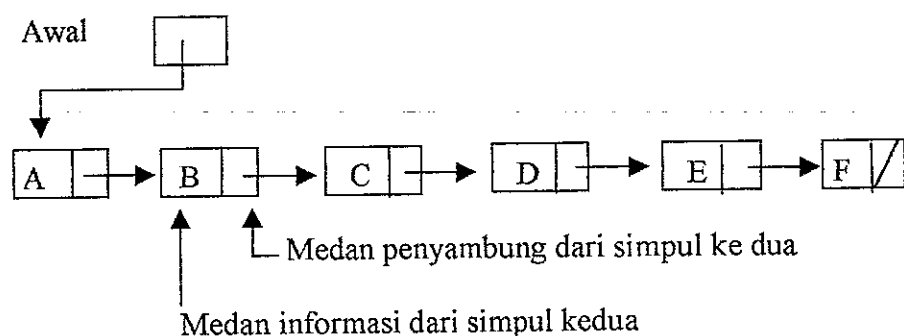 Awal
A B C D E F
Medan penyambung dari simpul ke dua
Medan informasi dari simpul kedua